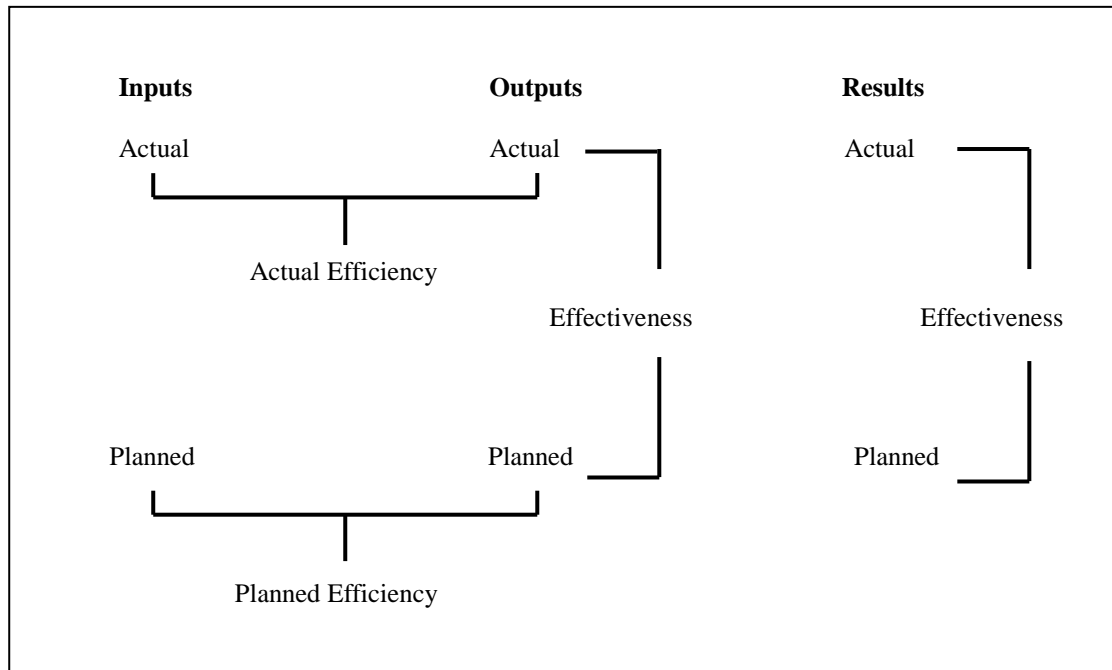 Inputs Outputs Results
Actual Actual Actual
Actual Efficiency
Effectiveness Effectiveness
Planned Planned Planned
Planned Efficiency